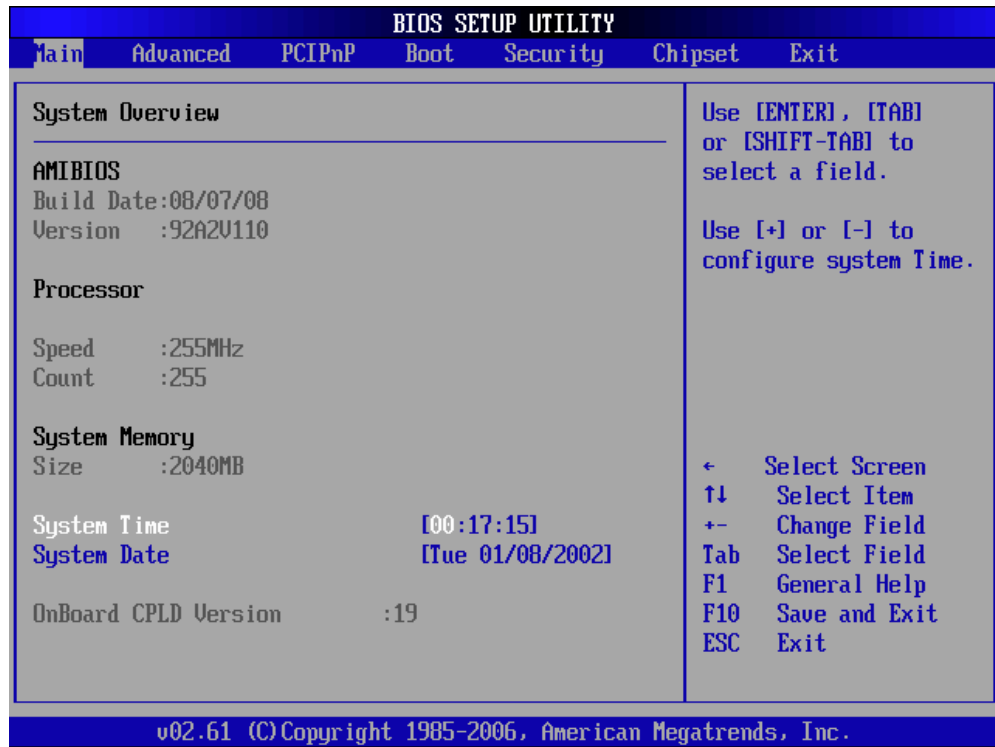 BIOS SETUP UTILITY
Main Advanced PCIPnP Boot Security Chipset Exit
System Overview
AMIBIOS
Build Date:08/07/08
Version :92A2V110
Processor
Speed :255MHz
Count :255
System Memory
Size :2040MB
System Time [00:17:15]
System Date [Tue 01/08/2002]
OnBoard CPLD Version :19
Use [ENTER], [TAB]
or [SHIFT-TAB] to
select a field.
Use [+] or [-] to
configure system Time.
← Select Screen
↑↓ Select Item
+- Change Field
Tab Select Field
F1 General Help
F10 Save and Exit
ESC Exit
v02.61 (C)Copyright 1985-2006, American Megatrends, Inc.